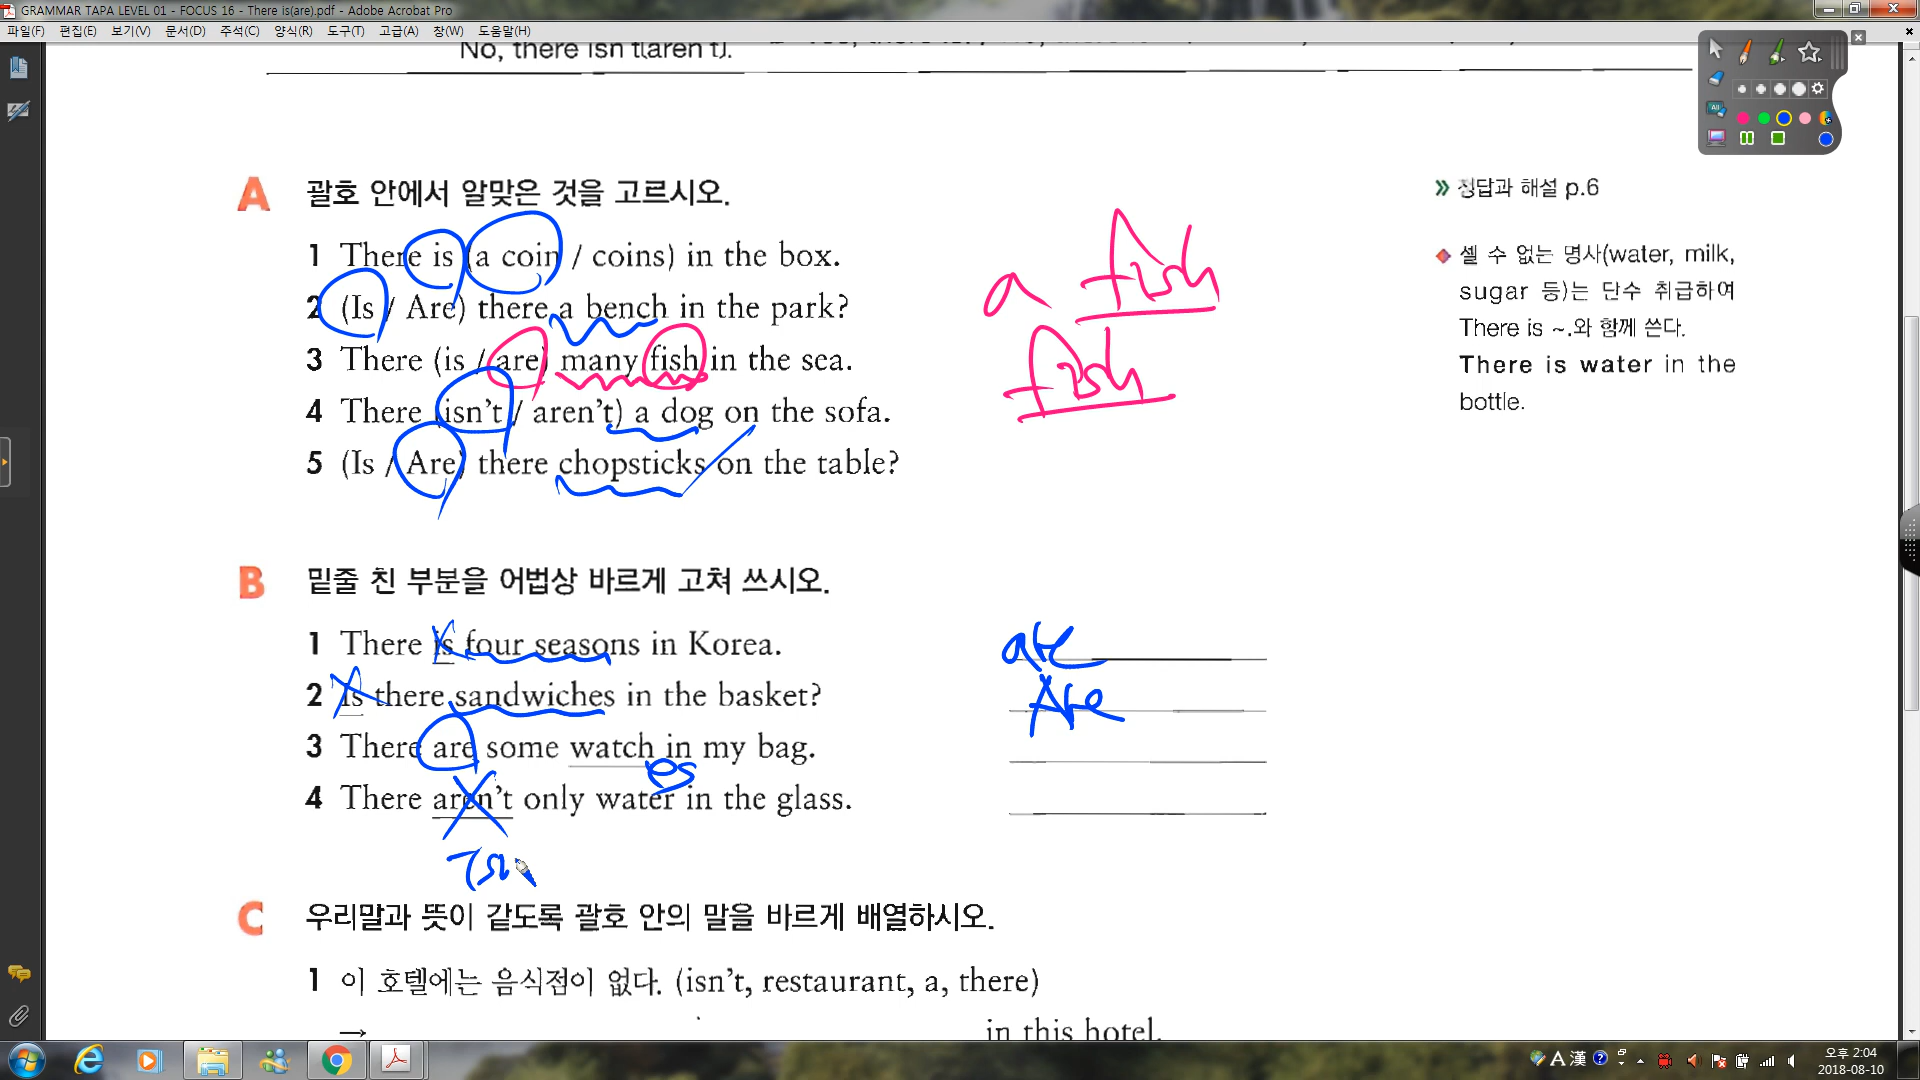 GRAMMAR TAPA LEVEL 01 - FOCUS 16 - There is(are).pdf - Adobe Acrobat Pro
파일(F) 편집(E) 보기(V) 문서(D) 주석(C) 양식(R) 도구(T) 고급(A) 창(W) 도움말(H)
No, there isn't(aren't).
A 괄호 안에서 알맞은 것을 고르시오.
정답과 해설 p.6
1 There is (a coin / coins) in the box.
2 (Is / Are) there a bench in the park?
3 There (is / are) many fish in the sea.
4 There (isn't / aren't) a dog on the sofa.
5 (Is / Are) there chopsticks on the table?
a fish
fish
셀 수 없는 명사(water, milk,
sugar 등)는 단수 취급하여
There is ~.와 함께 쓴다.
There is water in the
bottle.
B 밑줄 친 부분을 어법상 바르게 고쳐 쓰시오.
1 There is four seasons in Korea.
are
2 Is there sandwiches in the basket?
Are
3 There are some watch in my bag.
es
4 There aren't only water in the glass.
isn'
C 우리말과 뜻이 같도록 괄호 안의 말을 바르게 배열하시오.
1 이 호텔에는 음식점이 없다. (isn't, restaurant, a, there)
→ in this hotel.
A 漢
오후 2:04
2018-08-10